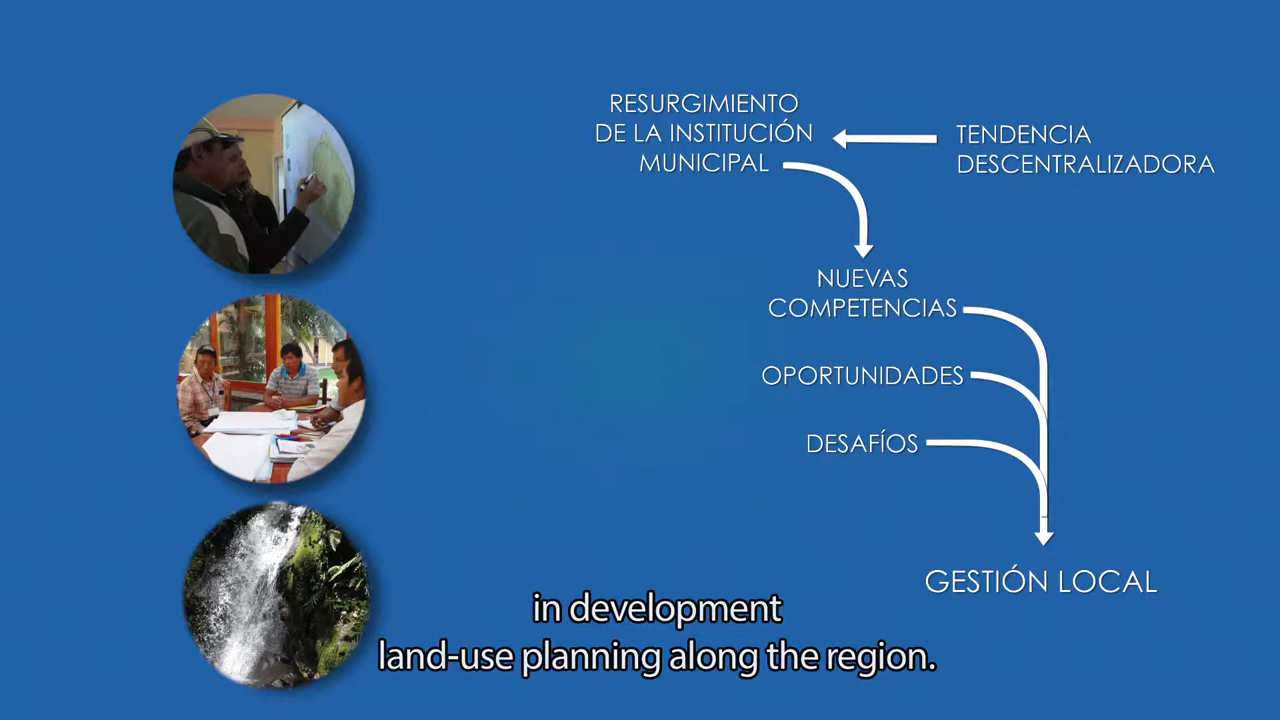 RESURGIMIENTO
DE LA INSTITUCIÓN
MUNICIPAL
TENDENCIA
DESCENTRALIZADORA
NUEVAS
COMPETENCIAS
OPORTUNIDADES
DESAFÍOS
GESTIÓN LOCAL
in development
land-use planning along the region.